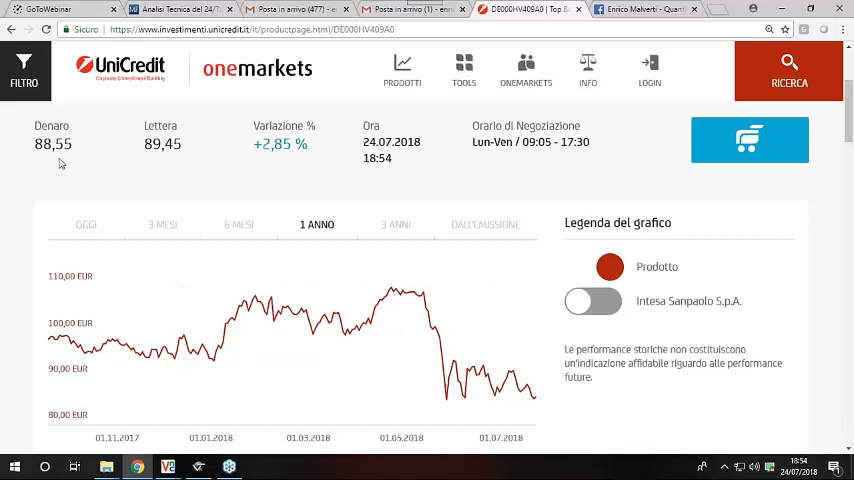 GoToWebinar
Analisi Tecnica del 24/7
Posta in arrivo (477) - e
Posta in arrivo (1) - enn
DE000HV409A0 | Top B
Enrico Malverti - Quant
Sicuro
https://www.investimenti.unicredit.it/it/productpage.html/DE000HV409A0
FILTRO
UniCredit
Corporate & Investment Banking
onemarkets
PRODOTTI
TOOLS
ONEMARKETS
INFO
LOGIN
RICERCA
Denaro
88,55
Lettera
89,45
Variazione %
+2,85 %
Ora
24.07.2018
18:54
Orario di Negoziazione
Lun-Ven / 09:05 - 17:30
OGGI
3 MESI
6 MESI
1 ANNO
3 ANNI
DALL'EMISSIONE
110,00 EUR
100,00 EUR
90,00 EUR
80,00 EUR
01.11.2017
01.01.2018
01.03.2018
01.05.2018
01.07.2018
Legenda del grafico
Prodotto
Intesa Sanpaolo S.p.A.
Le performance storiche non costituiscono
un'indicazione affidabile riguardo alle performance
future.
18:54
24/07/2018